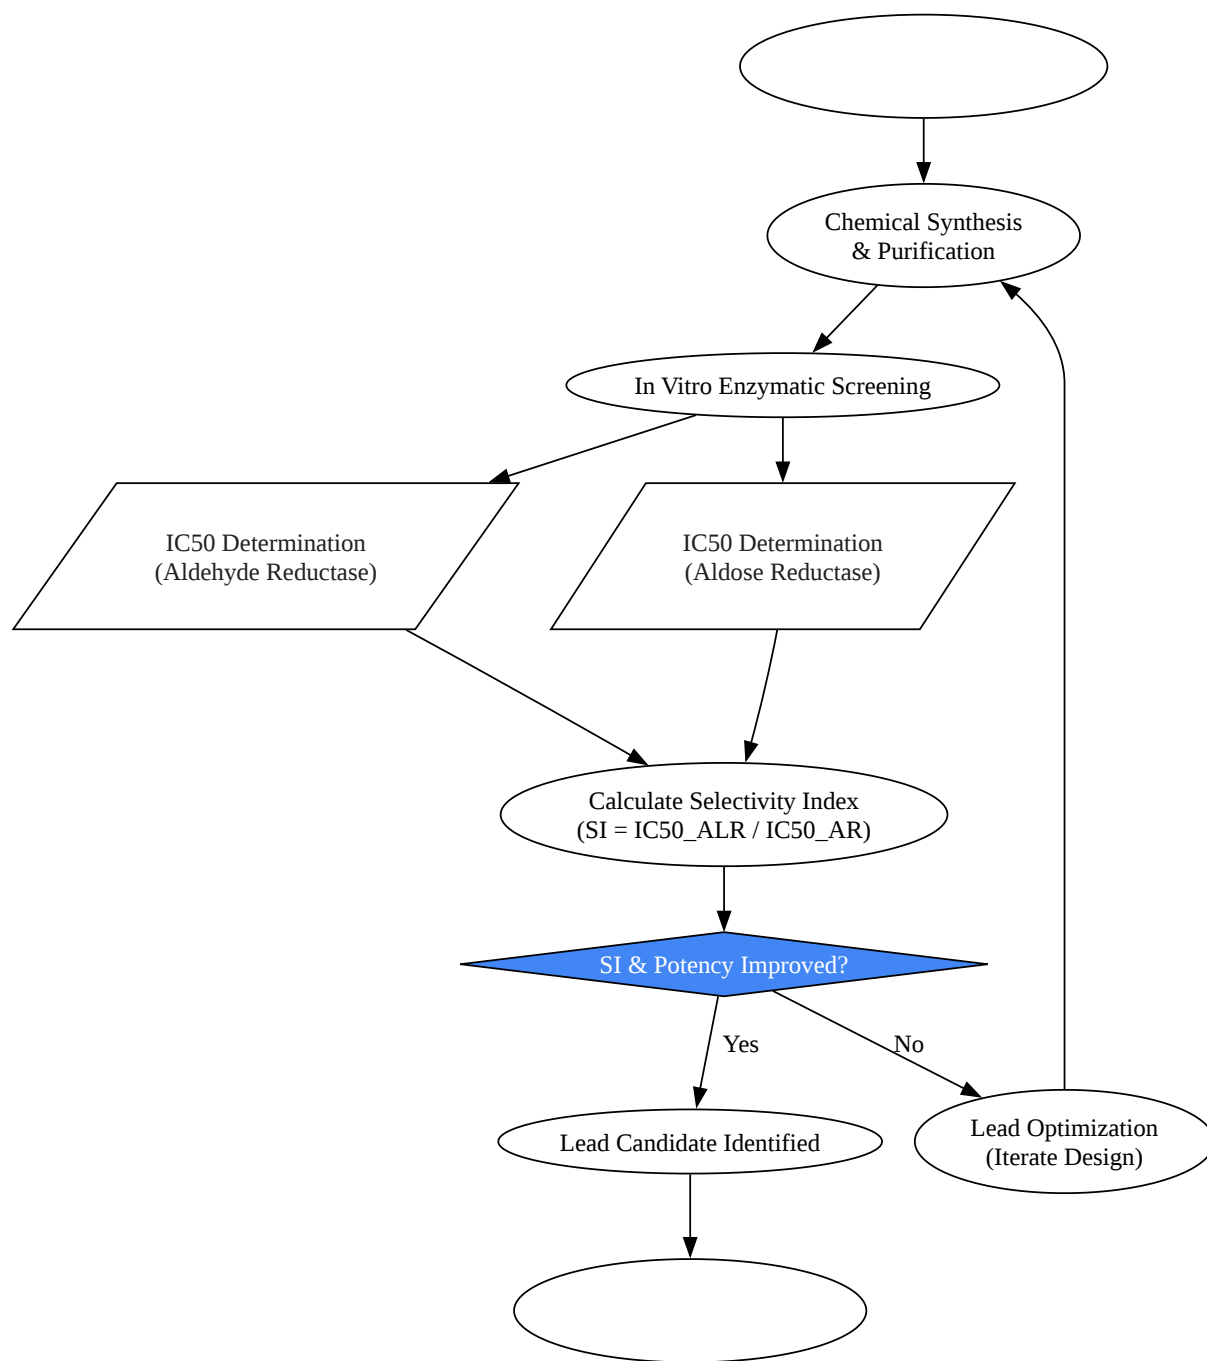 Chemical Synthesis
& Purification
In Vitro Enzymatic Screening
IC50 Determination
(Aldehyde Reductase)
IC50 Determination
(Aldose Reductase)
Calculate Selectivity Index
(SI = IC50_ALR / IC50_AR)
SI & Potency Improved?
Yes
No
Lead Candidate Identified
Lead Optimization
(Iterate Design)